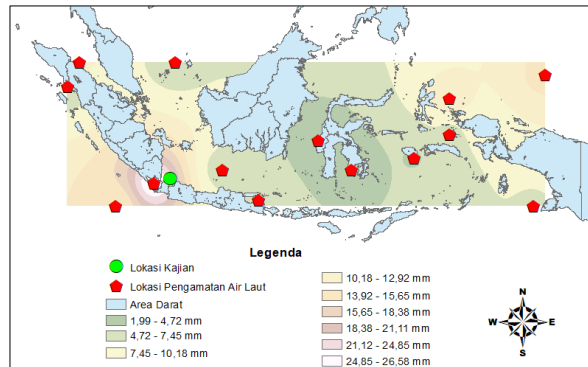 Legenda
Lokasi Kajian
Lokasi Pengamatan Air Laut
Area Darat
1,99 - 4,72 mm
4,72 - 7,45 mm
7,45 - 10,18 mm
10,18 - 12,92 mm
13,92 - 15,65 mm
15,65 - 18,38 mm
18,38 - 21,11 mm
21,12 - 24,85 mm
24,85 - 26,58 mm
N
W E
S